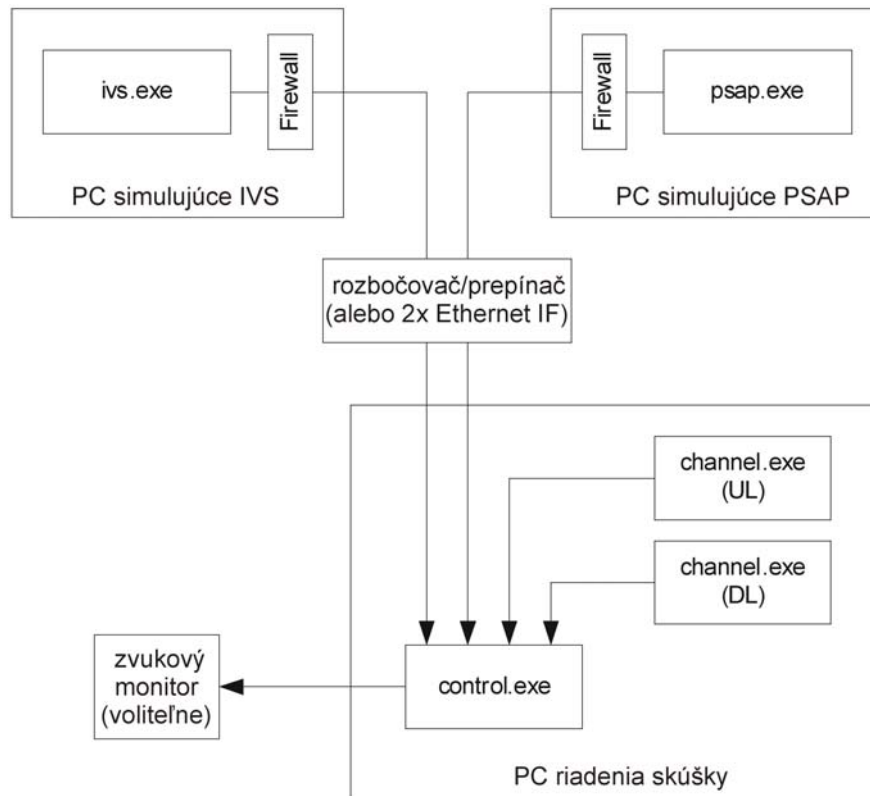 ivs.exe
Firewall
PC simulujúce IVS
Firewall
psap.exe
PC simulujúce PSAP
rozbočovač/prepínač
(alebo 2x Ethernet IF)
channel.exe
(UL)
channel.exe
(DL)
zvukový
monitor
(voliteľne)
control.exe
PC riadenia skúšky